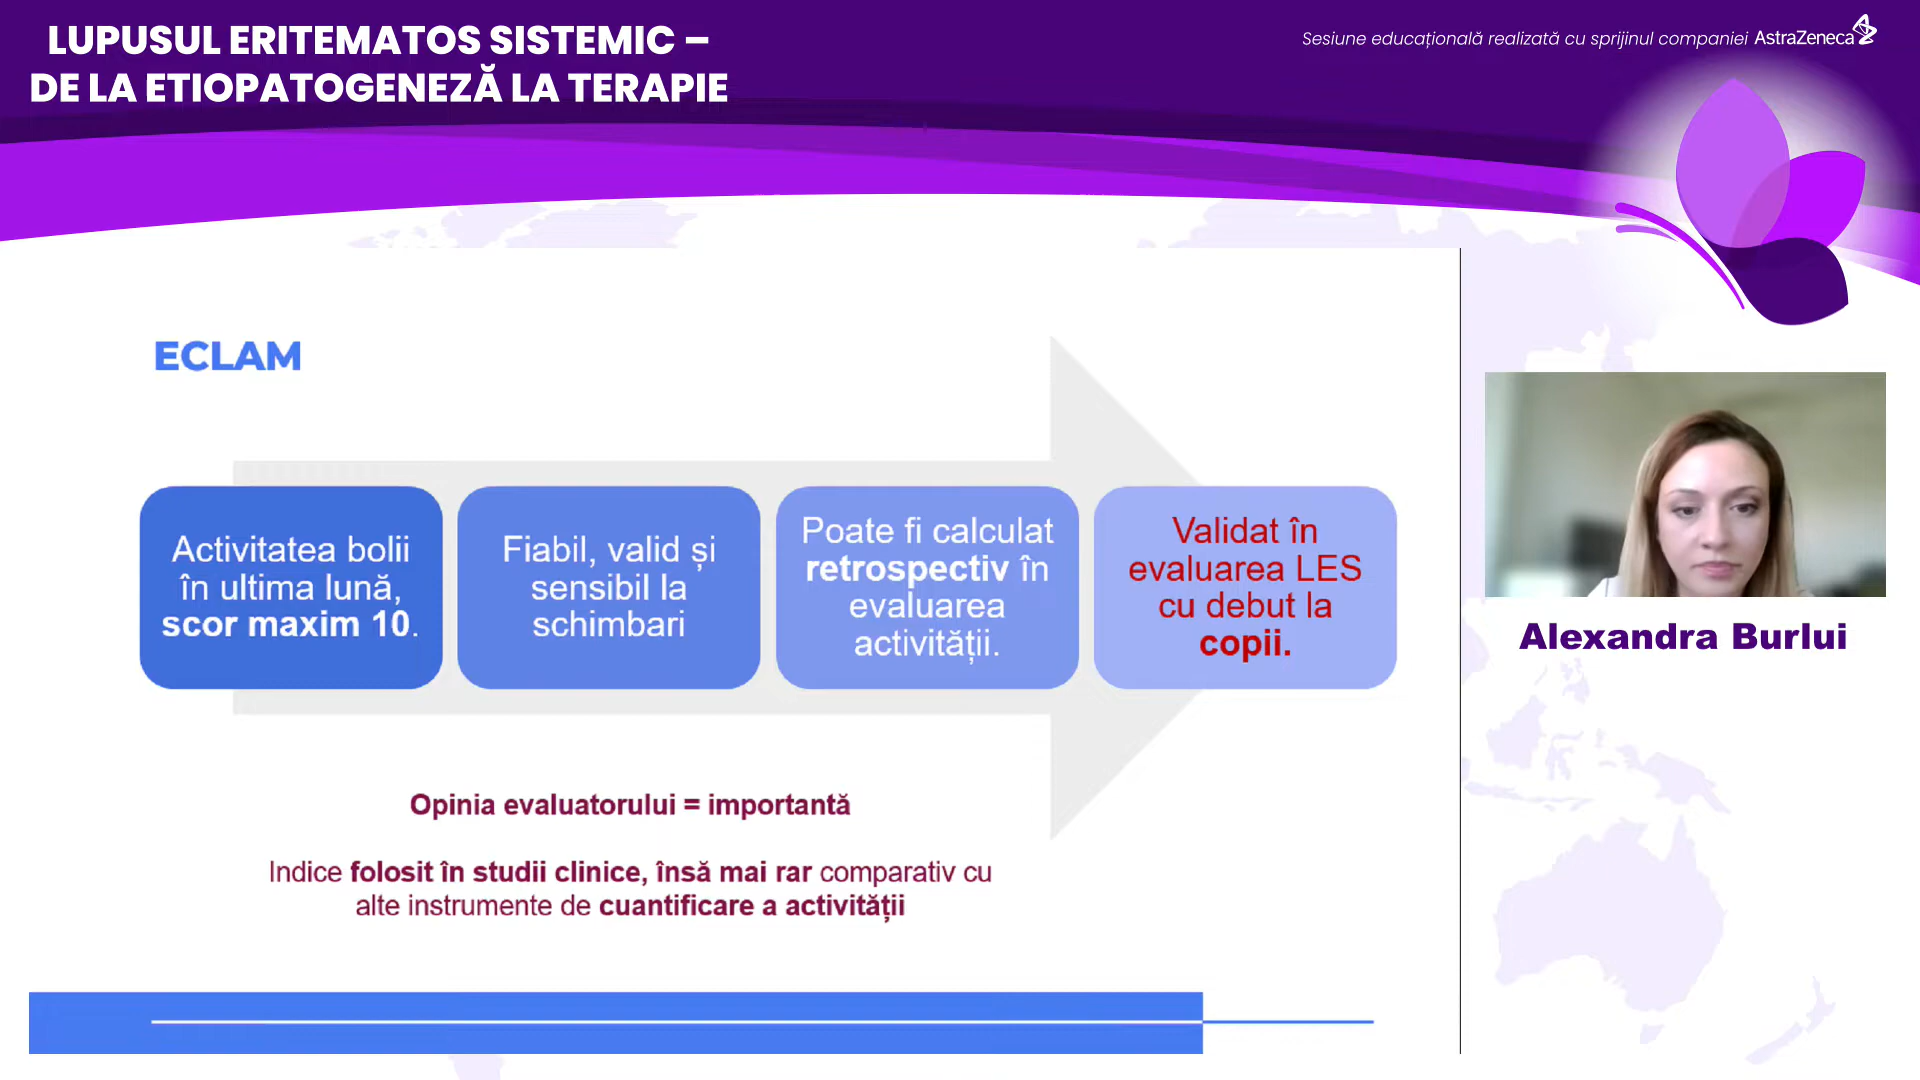 LUPUSUL ERITEMATOS SISTEMIC –
DE LA ETIOPATOGENEZĂ LA TERAPIE
Sesiune educațională realizată cu sprijinul companiei AstraZeneca
ECLAM
Activitatea bolii
în ultima lună,
scor maxim 10.
Fiabil, valid și
sensibil la
schimbari
Poate fi calculat
retrospectiv în
evaluarea
activității.
Validat în
evaluarea LES
cu debut la
copii.
Opinia evaluatorului = importantă
Indice folosit în studii clinice, însă mai rar comparativ cu
alte instrumente de cuantificare a activității
Alexandra Burlui